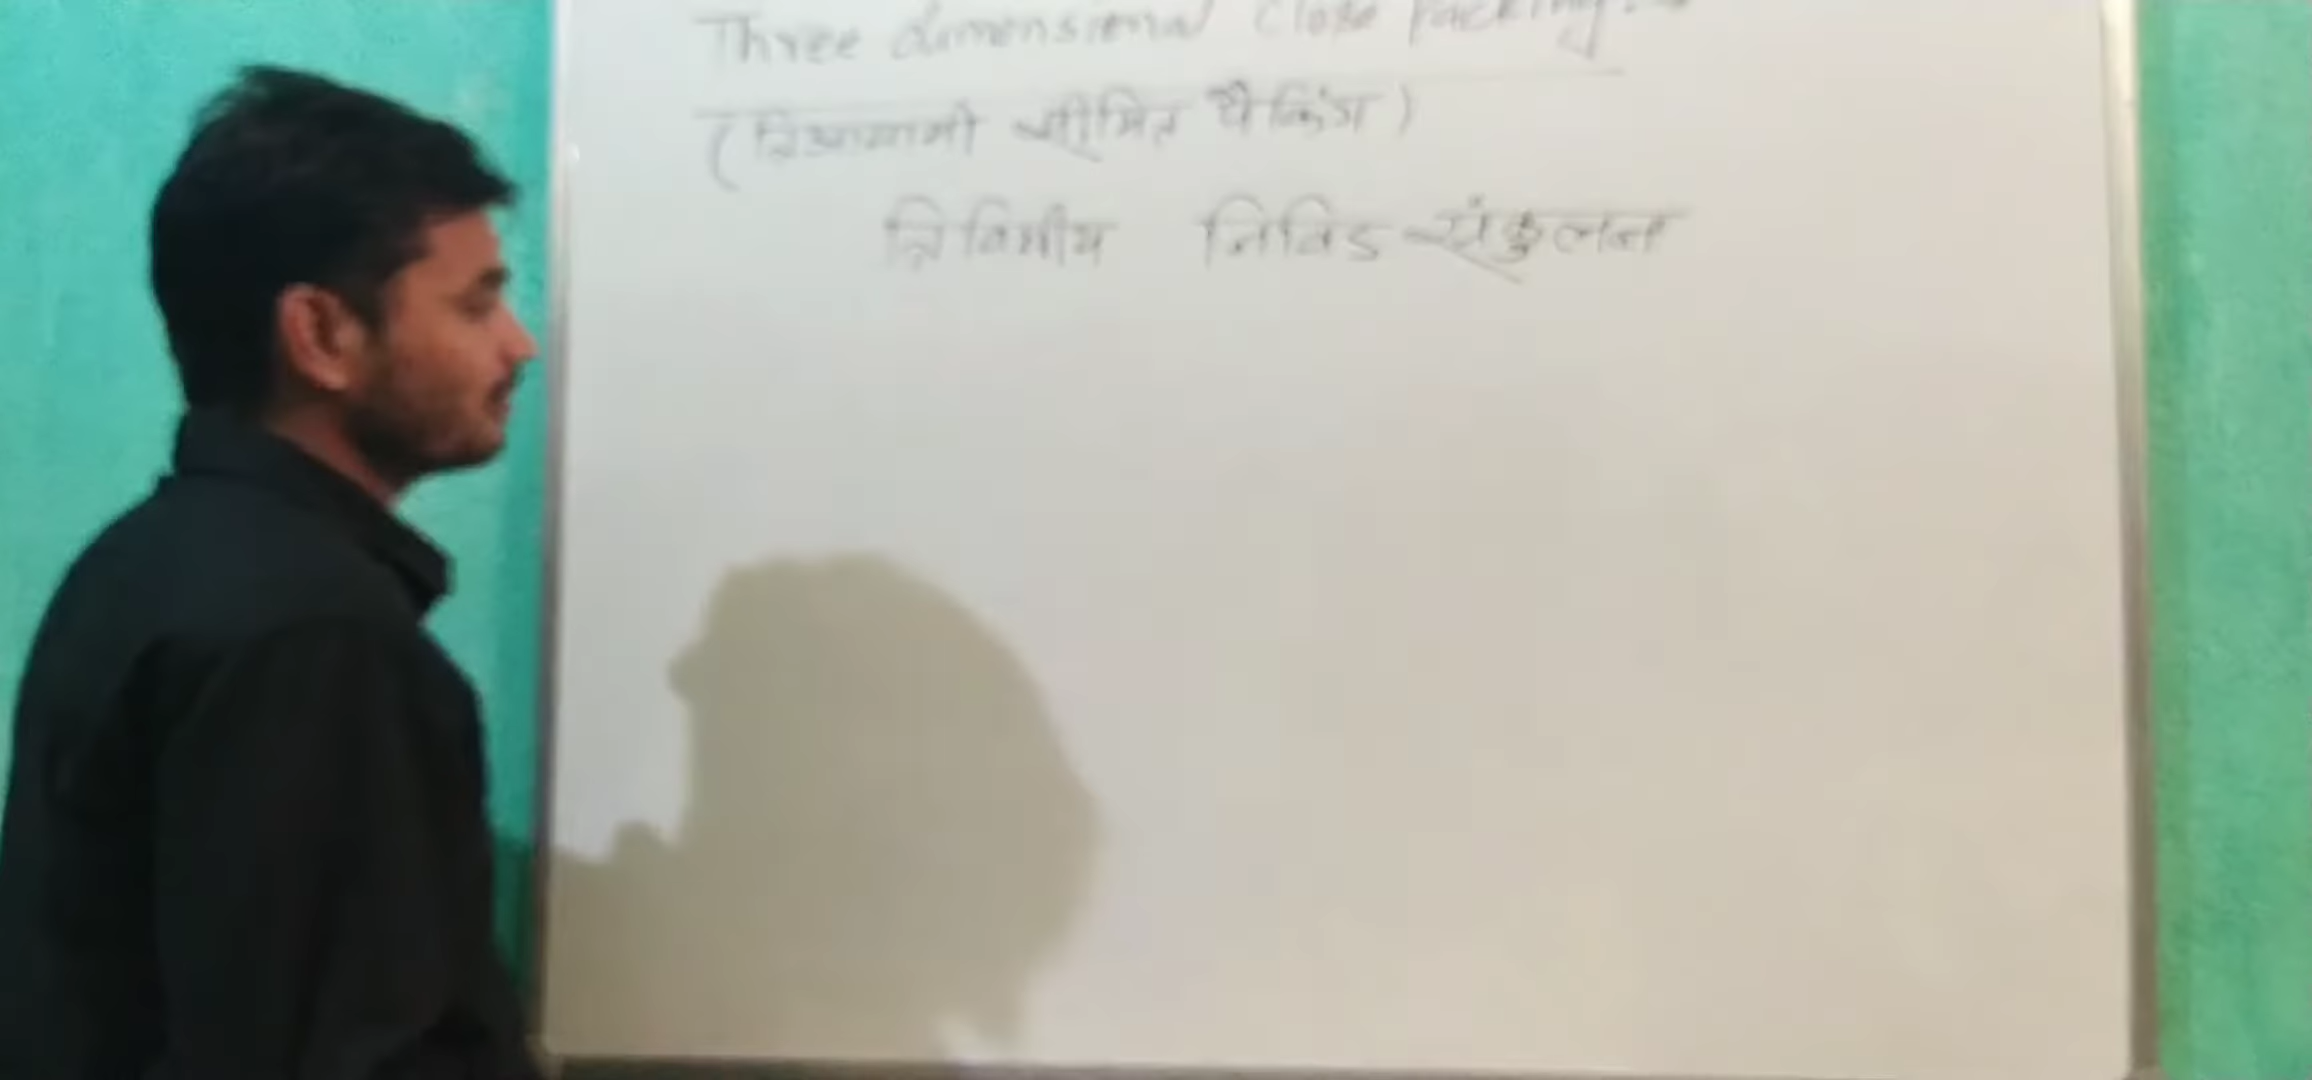 Three dimensional Close Packing:→
(त्रिआयामी सीमित पैकिंग)
त्रिविमीय निविड संकुलन